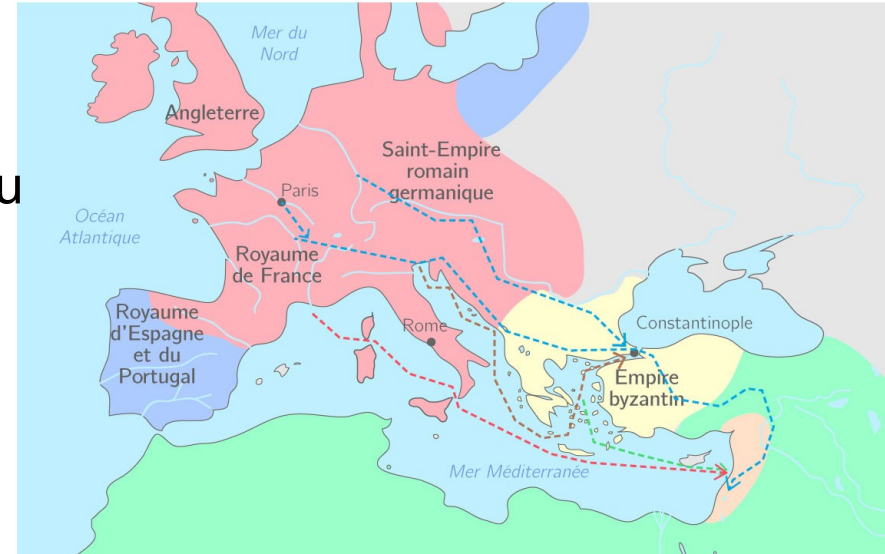 Mer du
Nord
Angleterre
Saint-Empire
romain
germanique
u
Paris
Océan
Atlantique
Royaume
de France
Royaume
d'Espagne
et du
Portugal
Rome
Constantinople
Empire
byzantin
Mer Méditerranée